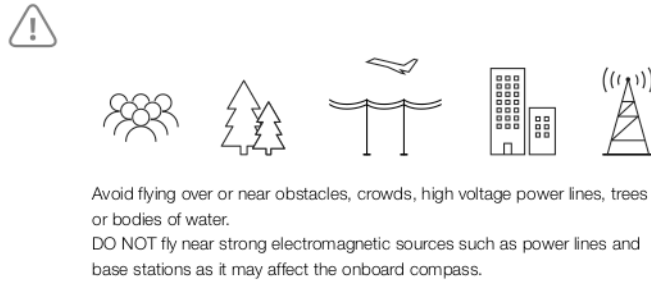 Avoid flying over or near obstacles, crowds, high voltage power lines, trees
or bodies of water.
DO NOT fly near strong electromagnetic sources such as power lines and
base stations as it may affect the onboard compass.